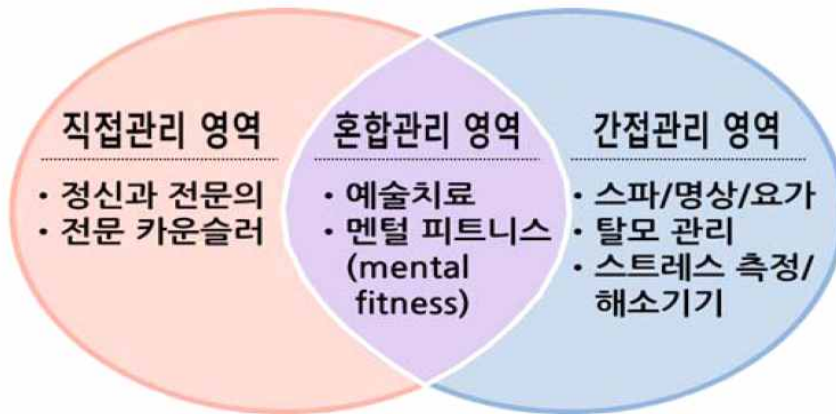 직접관리 영역
• 정신과 전문의
• 전문 카운슬러
혼합관리 영역
• 예술치료
• 멘털 피트니스
(mental
fitness)
간접관리 영역
• 스파/명상/요가
• 탈모 관리
• 스트레스 측정/
해소기기